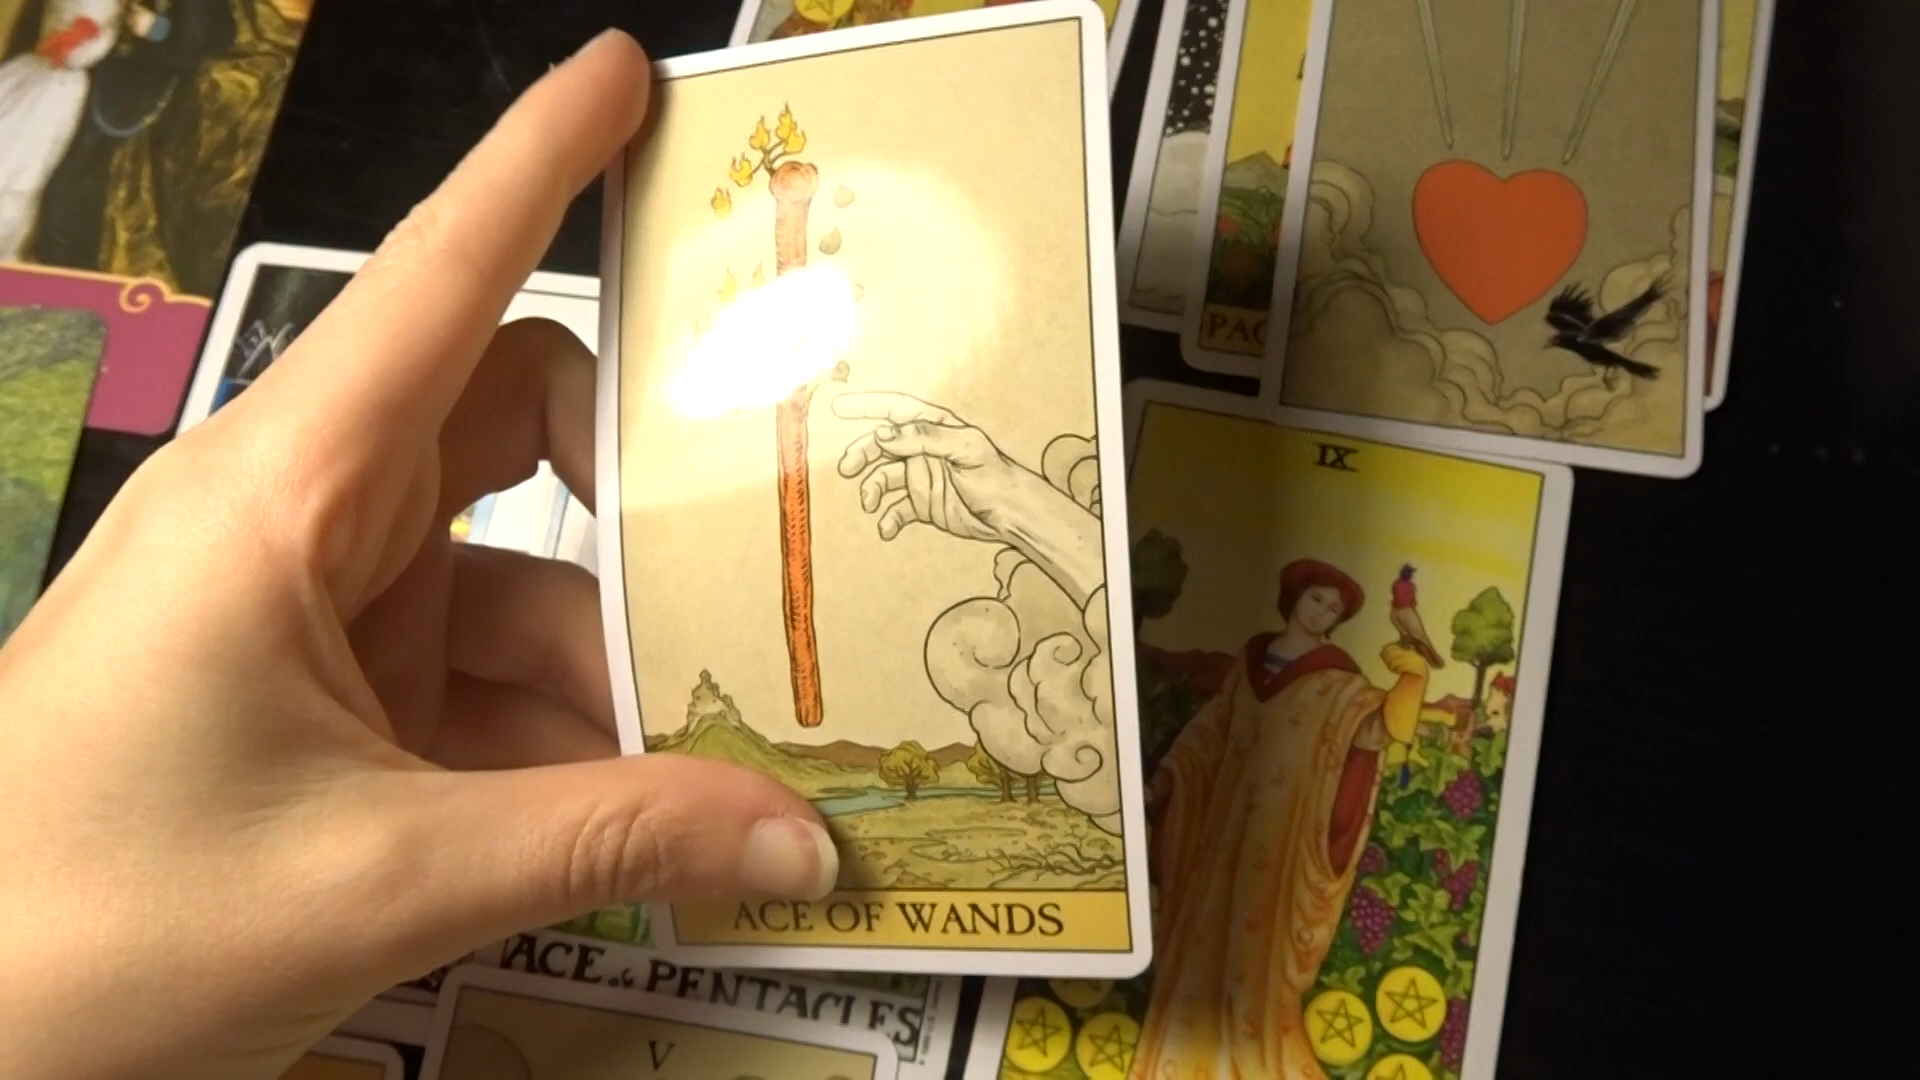 PAG
IX
ACE OF WANDS
ACE of PENTACLES
V